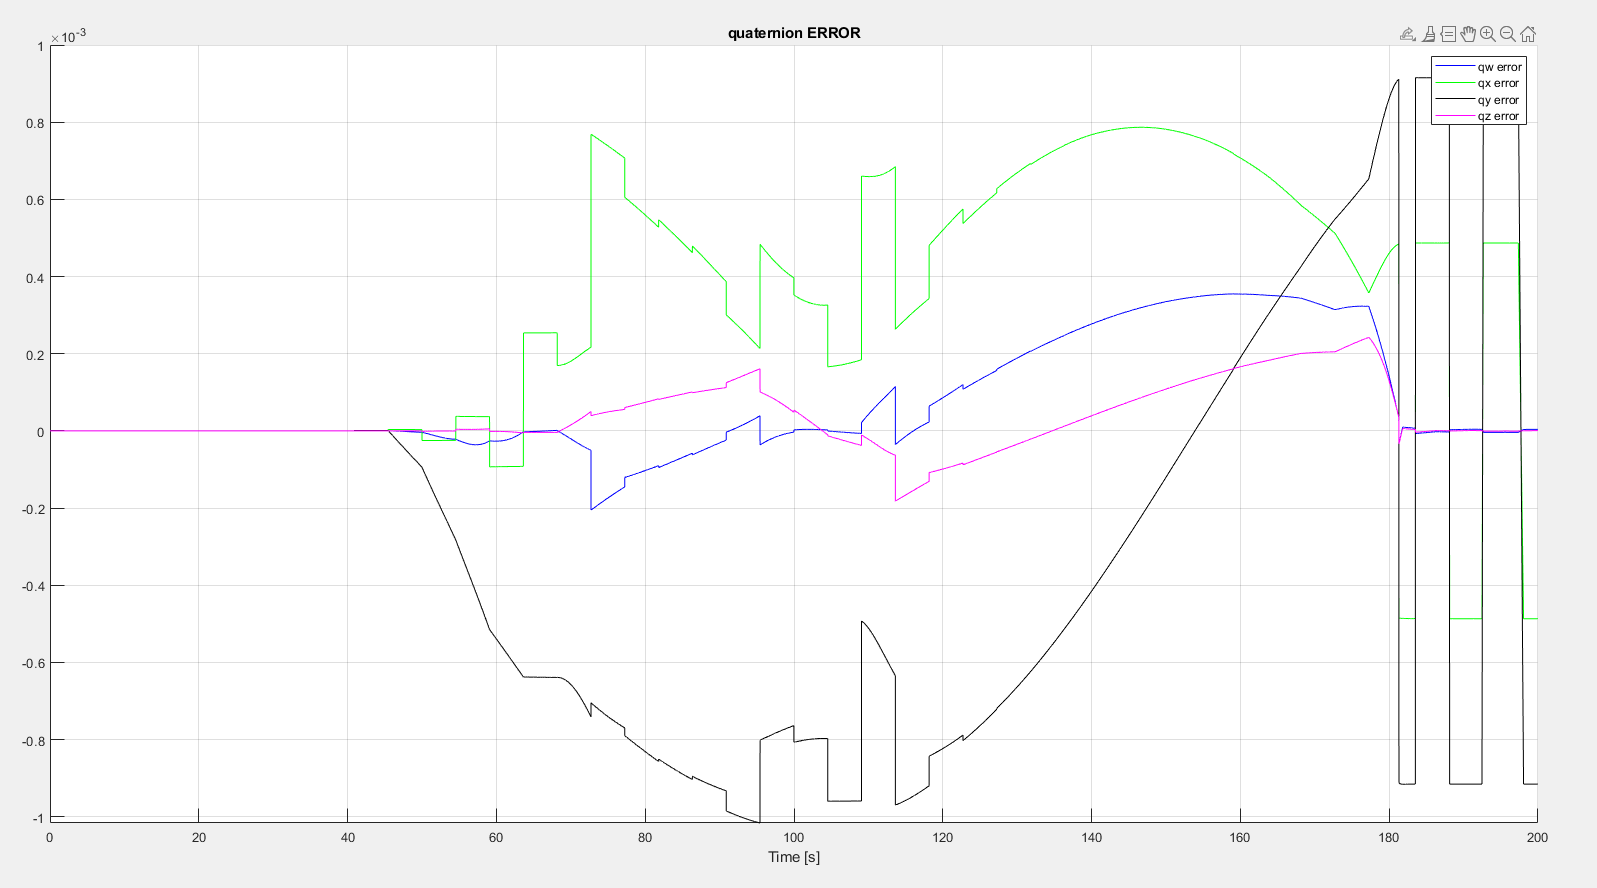 quaternion ERROR
×10⁻³
qw error
qx error
qy error
qz error
1
0.8
0.6
0.4
0.2
0
-0.2
-0.4
-0.6
-0.8
-1
0 20 40 60 80 100 120 140 160 180 200
Time [s]